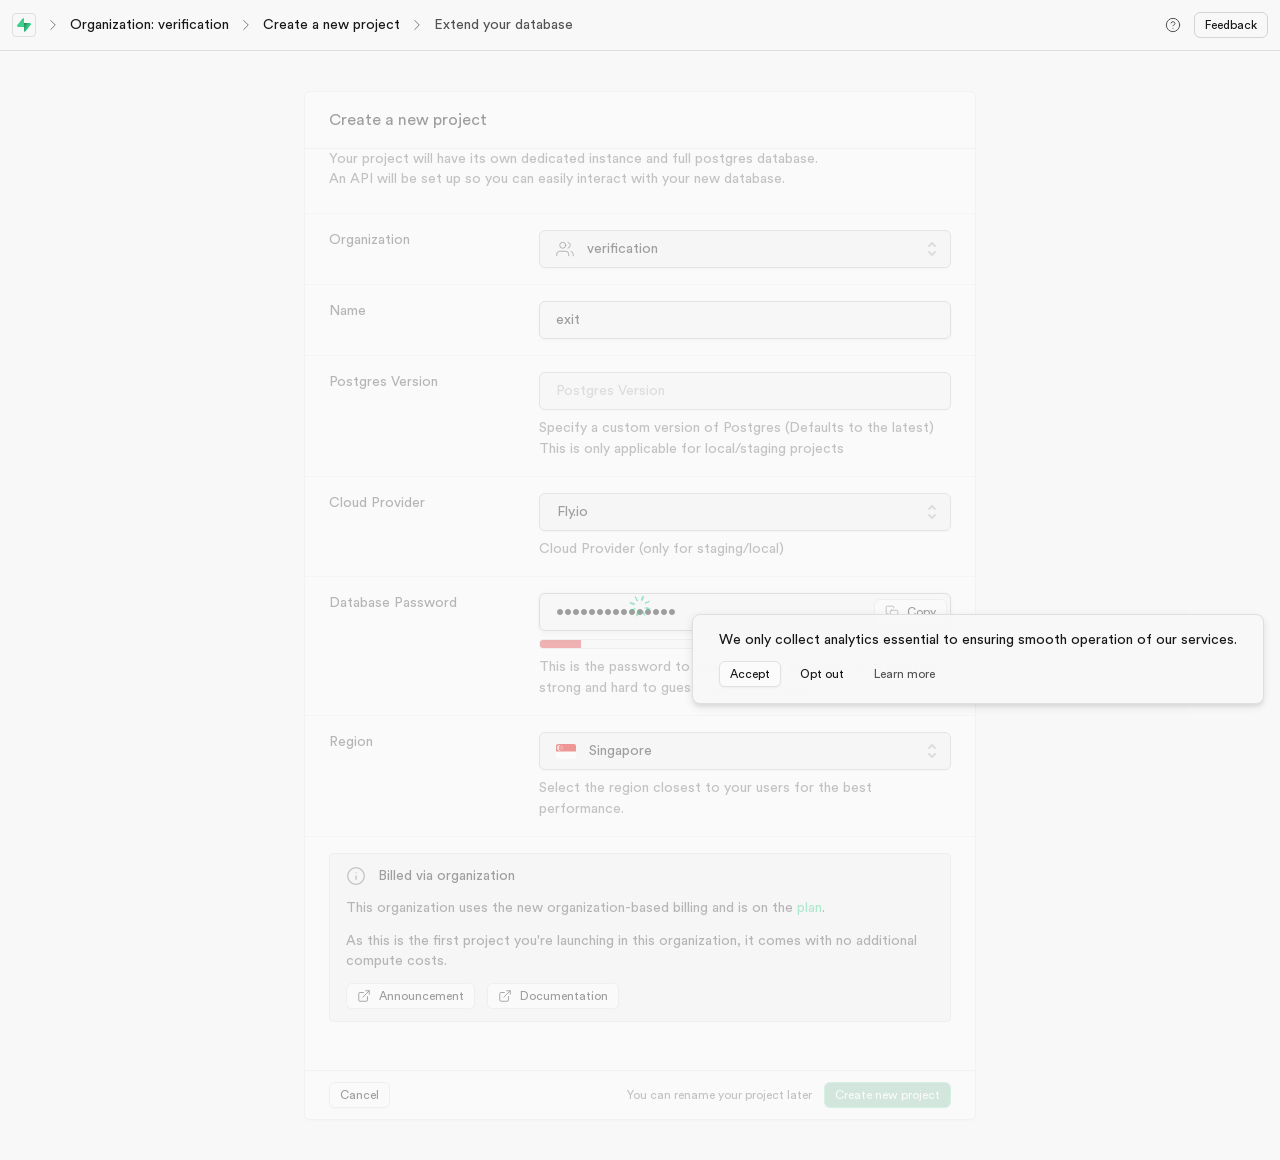 Organization: verification
Create a new project
Extend your database
Feedback
Create a new project
Your project will have its own dedicated instance and full postgres database.
An API will be set up so you can easily interact with your new database.
Organization
verification
Name
exit
Postgres Version
Postgres Version
Specify a custom version of Postgres (Defaults to the latest)
This is only applicable for local/staging projects
Cloud Provider
Fly.io
Cloud Provider (only for staging/local)
Database Password
Copy
This is the password to
strong and hard to
We only collect analytics essential to ensuring smooth operation of our services.
Accept
Opt out
Learn more
Region
Singapore
Select the region closest to your users for the best
performance.
Billed via organization
This organization uses the new organization-based billing and is on the plan.
As this is the first project you're launching in this organization, it comes with no additional
compute costs.
Announcement
Documentation
Cancel
You can rename your project later
Create new project